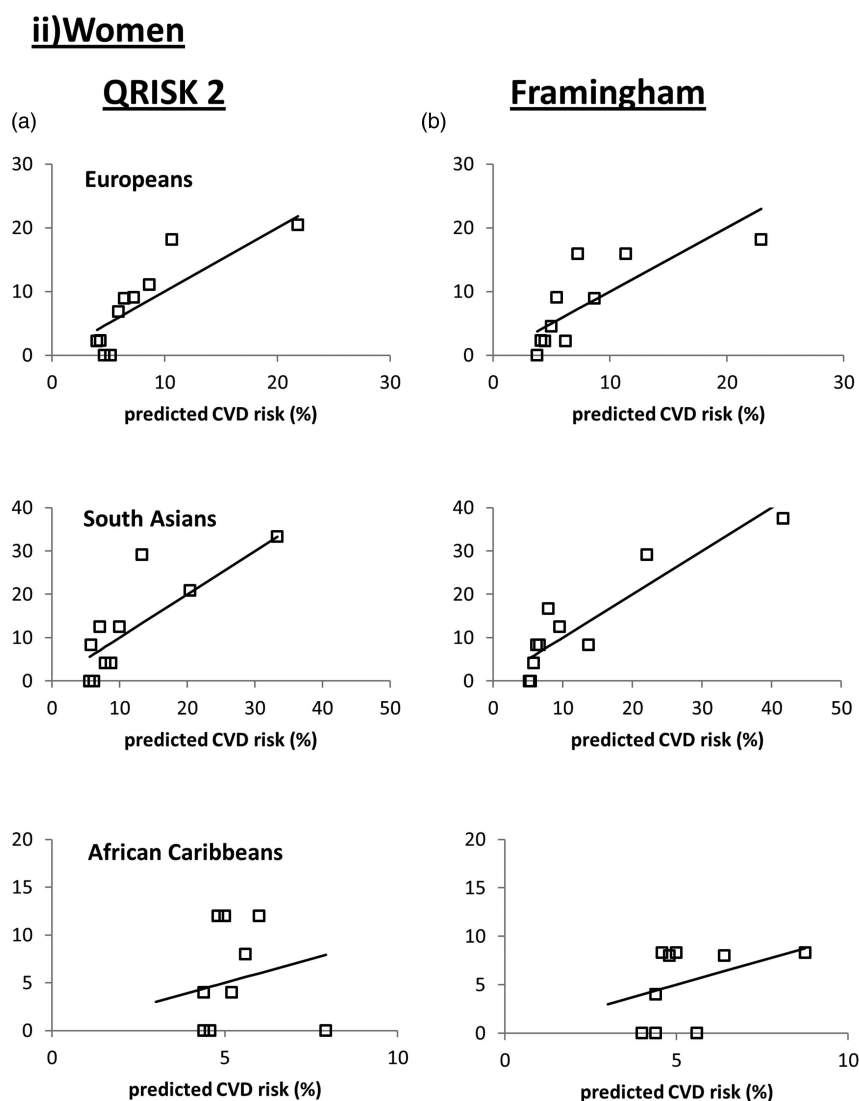 ii)Women
QRISK 2
Framingham
(a)
(b)
30
20
10
0
Europeans
0 10 20 30
predicted CVD risk (%)
30
20
10
0
0 10 20 30
predicted CVD risk (%)
40
30
20
10
0
South Asians
0 10 20 30 40 50
predicted CVD risk (%)
40
30
20
10
0
0 10 20 30 40 50
predicted CVD risk (%)
20
15
10
5
0
African Caribbeans
0 5 10
predicted CVD risk (%)
20
15
10
5
0
0 5 10
predicted CVD risk (%)